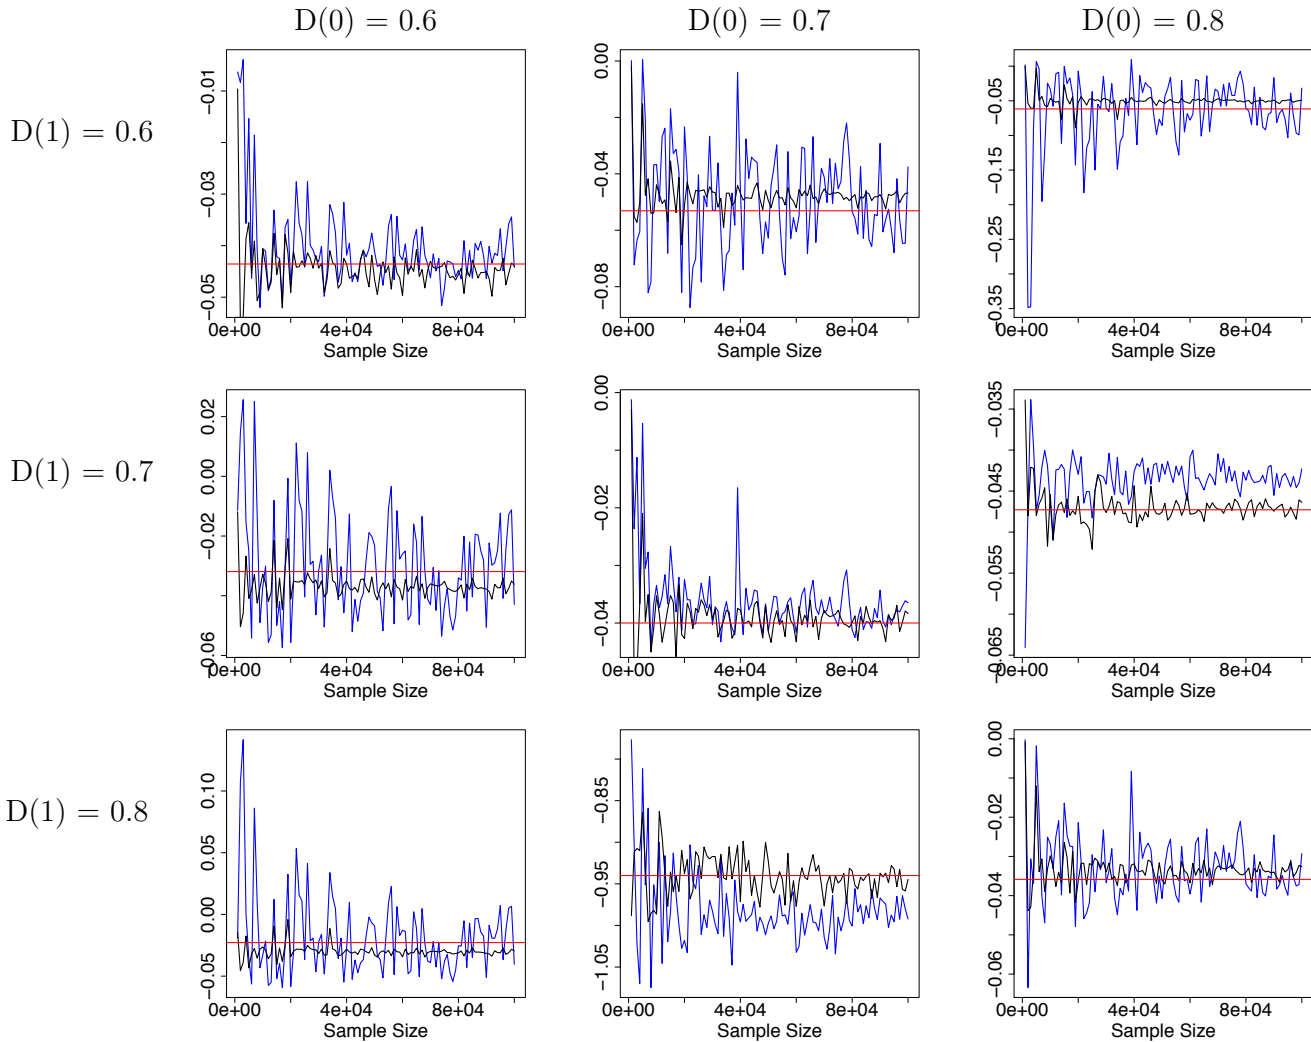 D(0) = 0.6 D(0) = 0.7 D(0) = 0.8
D(1) = 0.6
−0.01
−0.03
−0.05
0e+00 4e+04 8e+04
Sample Size
0.00
−0.04
−0.08
0e+00 4e+04 8e+04
Sample Size
−0.05
−0.15
−0.25
−0.35
0e+00 4e+04 8e+04
Sample Size
D(1) = 0.7
0.02
0.00
−0.02
−0.06
0e+00 4e+04 8e+04
Sample Size
0.00
−0.02
−0.04
0e+00 4e+04 8e+04
Sample Size
−0.035
−0.045
−0.055
−0.065
0e+00 4e+04 8e+04
Sample Size
D(1) = 0.8
0.10
0.05
0.00
−0.05
0e+00 4e+04 8e+04
Sample Size
−0.85
−0.95
−1.05
0e+00 4e+04 8e+04
Sample Size
0.00
−0.02
−0.04
−0.06
0e+00 4e+04 8e+04
Sample Size